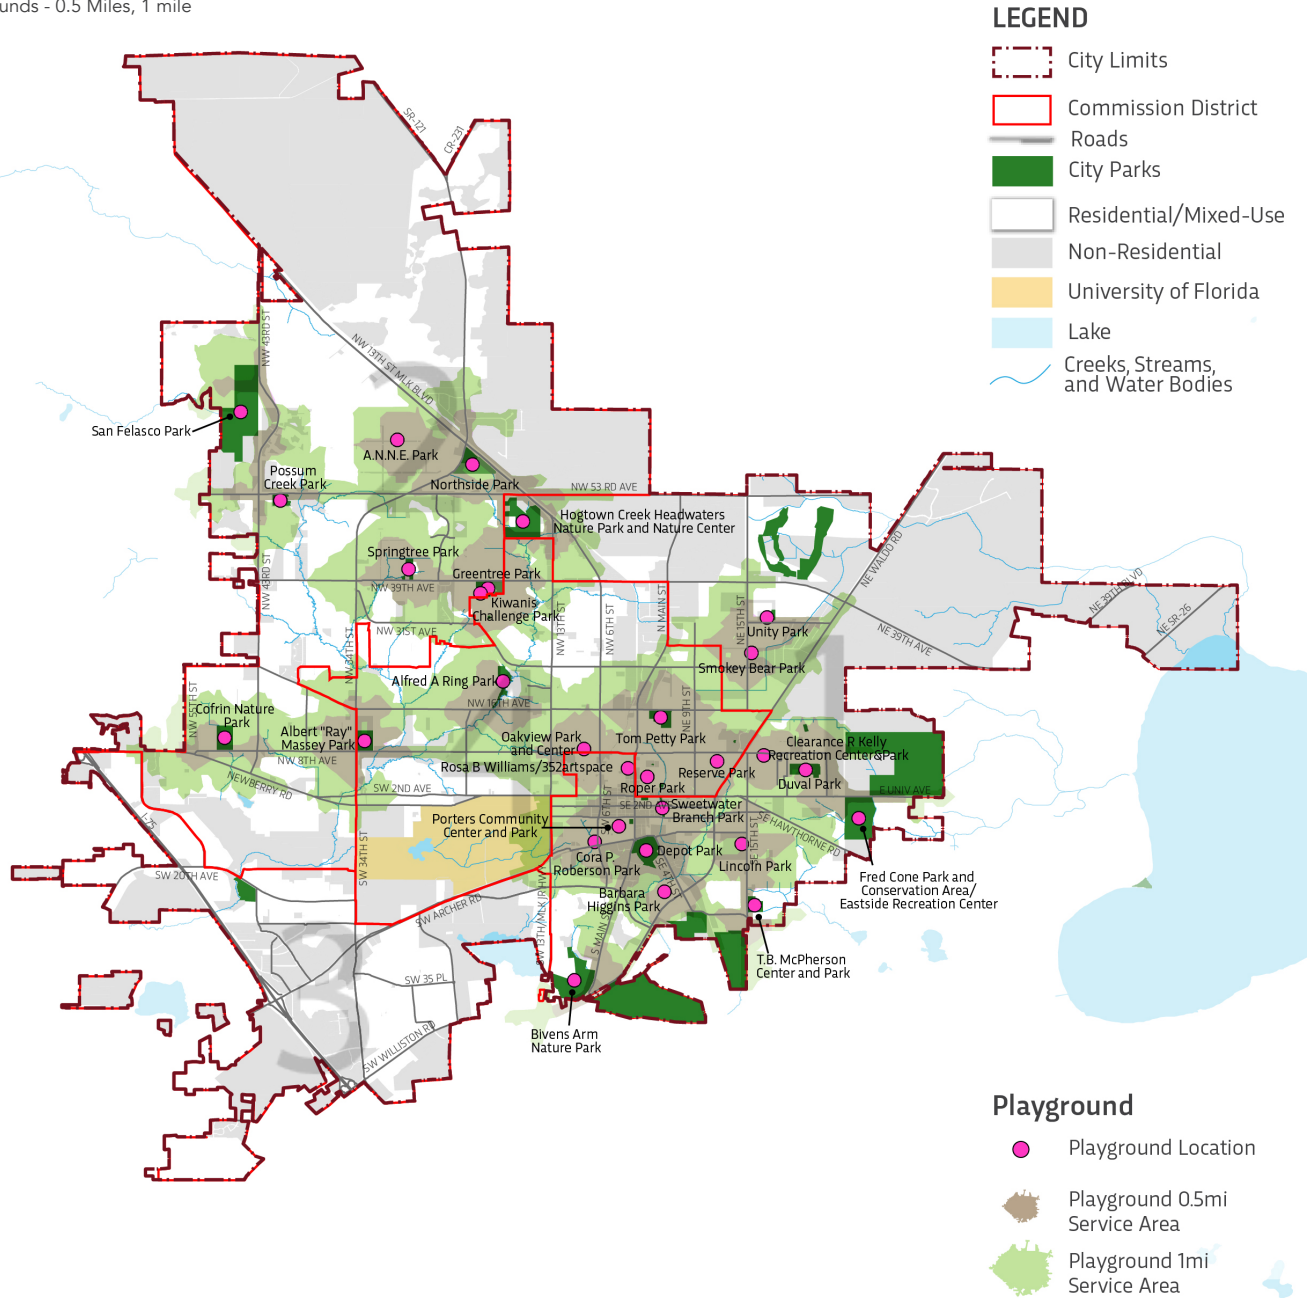 unds - 0.5 Miles, 1 mile
LEGEND
City Limits
Commission District
Roads
City Parks
Residential/Mixed-Use
Non-Residential
University of Florida
Lake
Creeks, Streams,
and Water Bodies
SR-121
CR-231
NW 43RD ST
NW 13TH ST MLK BLVD
2
San Felasco Park
A.N.N.E. Park
Possum
Creek Park
Northside Park
NW 53 RD AVE
Hogtown Creek Headwaters
Nature Park and Nature Center
NE WALDO RD
Springtree Park
Greentree Park
NW 43RD ST
NW 39TH AVE
Kiwanis
Challenge Park
NE 39TH BLVD
NE SR-26
NW 31ST AVE
NW 34TH ST
NW 13TH ST
NW 6TH ST
N MAIN ST
NE 15TH ST
Unity Park
NE 39TH AVE
1
Smokey Bear Park
Alfred A Ring Park
NW 55TH ST
NW 16TH AVE
NE 9TH ST
Cofrin Nature
Park
Albert "Ray"
Massey Park
Oakview Park
and Center
Tom Petty Park
Clearance R Kelly
Recreation Center&Park
NW 8TH AVE
Rosa B Williams/352artspace
Reserve Park
Duval Park
NEWBERRY RD
SW 2ND AVE
Roper Park
E UNIV AVE
SW 6TH ST
SE 2ND AVE
Sweetwater
Branch Park
I-75
Porters Community
Center and Park
SE HAWTHORNE RD
SW 34TH ST
Cora P.
Roberson Park
Depot Park
SE 15TH ST
Lincoln Park
SE 4TH S
SW 20TH AVE
Fred Cone Park and
Conservation Area/
Eastside Recreation Center
SW ARCHER RD
SW 13TH/MLK JR HW
Barbara
Higgins Park
S MAIN S
3
T.B. McPherson
Center and Park
SW 35 PL
Bivens Arm
Nature Park
SW WILLISTON RD
Playground
Playground Location
Playground 0.5mi
Service Area
Playground 1mi
Service Area